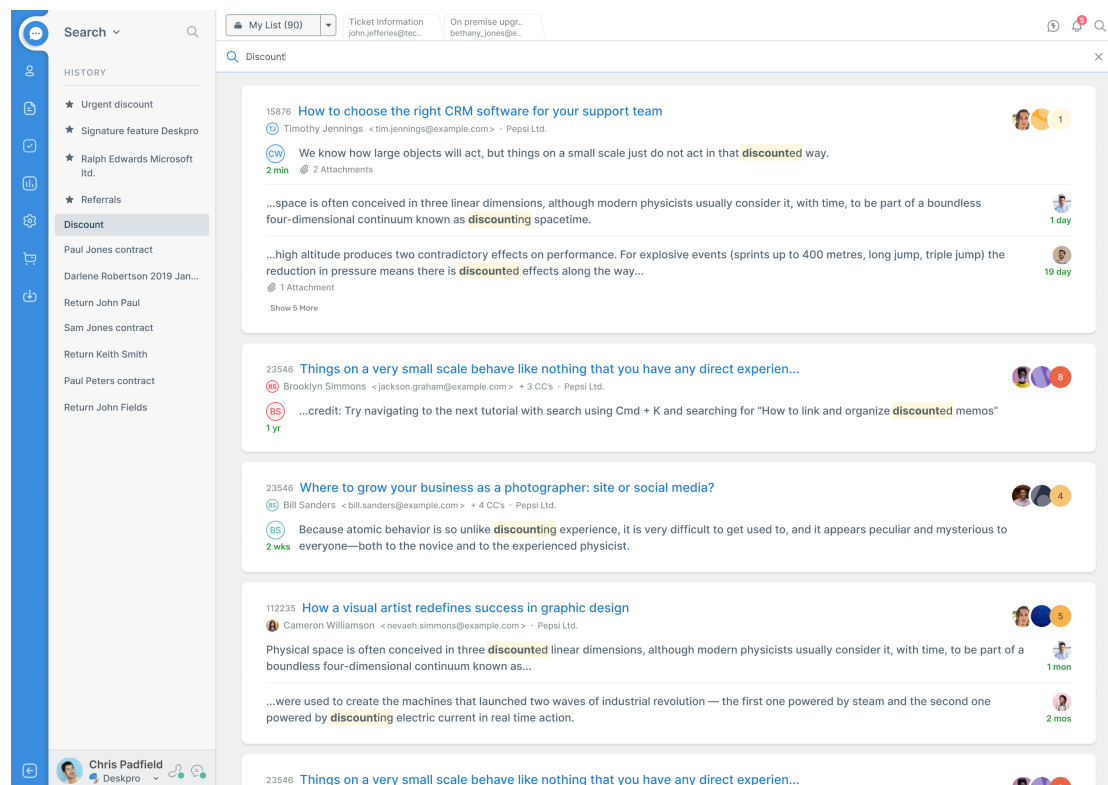 Search
HISTORY
Urgent discount
Signature feature Deskpro
Ralph Edwards Microsoft
ltd.
Referrals
Discount
Paul Jones contract
Darlene Robertson 2019 Jan...
Return John Paul
Sam Jones contract
Return Keith Smith
Paul Peters contract
Return John Fields
Chris Padfield
Deskpro
My List (90)
Ticket Information
john.jefferies@tec..
On premise upgr..
bethany_jones@e..
5
Discount
15876 How to choose the right CRM software for your support team
1
TJ Timothy Jennings <tim.jennings@example.com> · Pepsi Ltd.
CW We know how large objects will act, but things on a small scale just do not act in that discounted way.
2 min 2 Attachments
...space is often conceived in three linear dimensions, although modern physicists usually consider it, with time, to be part of a boundless
four-dimensional continuum known as discounting spacetime.
1 day
...high altitude produces two contradictory effects on performance. For explosive events (sprints up to 400 metres, long jump, triple jump) the
reduction in pressure means there is discounted effects along the way...
19 day
1 Attachment
Show 5 More
23546 Things on a very small scale behave like nothing that you have any direct experien...
8
BS Brooklyn Simmons <jackson.graham@example.com> + 3 CC's · Pepsi Ltd.
BS ...credit: Try navigating to the next tutorial with search using Cmd + K and searching for “How to link and organize discounted memos”
1 yr
23546 Where to grow your business as a photographer: site or social media?
4
BS Bill Sanders <bill.sanders@example.com> + 4 CC's · Pepsi Ltd.
BS Because atomic behavior is so unlike discounting experience, it is very difficult to get used to, and it appears peculiar and mysterious to
2 wks everyone—both to the novice and to the experienced physicist.
112235 How a visual artist redefines success in graphic design
5
Cameron Williamson <nevaeh.simmons@example.com> · Pepsi Ltd.
Physical space is often conceived in three discounted linear dimensions, although modern physicists usually consider it, with time, to be part of a
boundless four-dimensional continuum known as...
1 mon
...were used to create the machines that launched two waves of industrial revolution — the first one powered by steam and the second one
powered by discounting electric current in real time action.
2 mos
23546 Things on a very small scale behave like nothing that you have any direct experien...